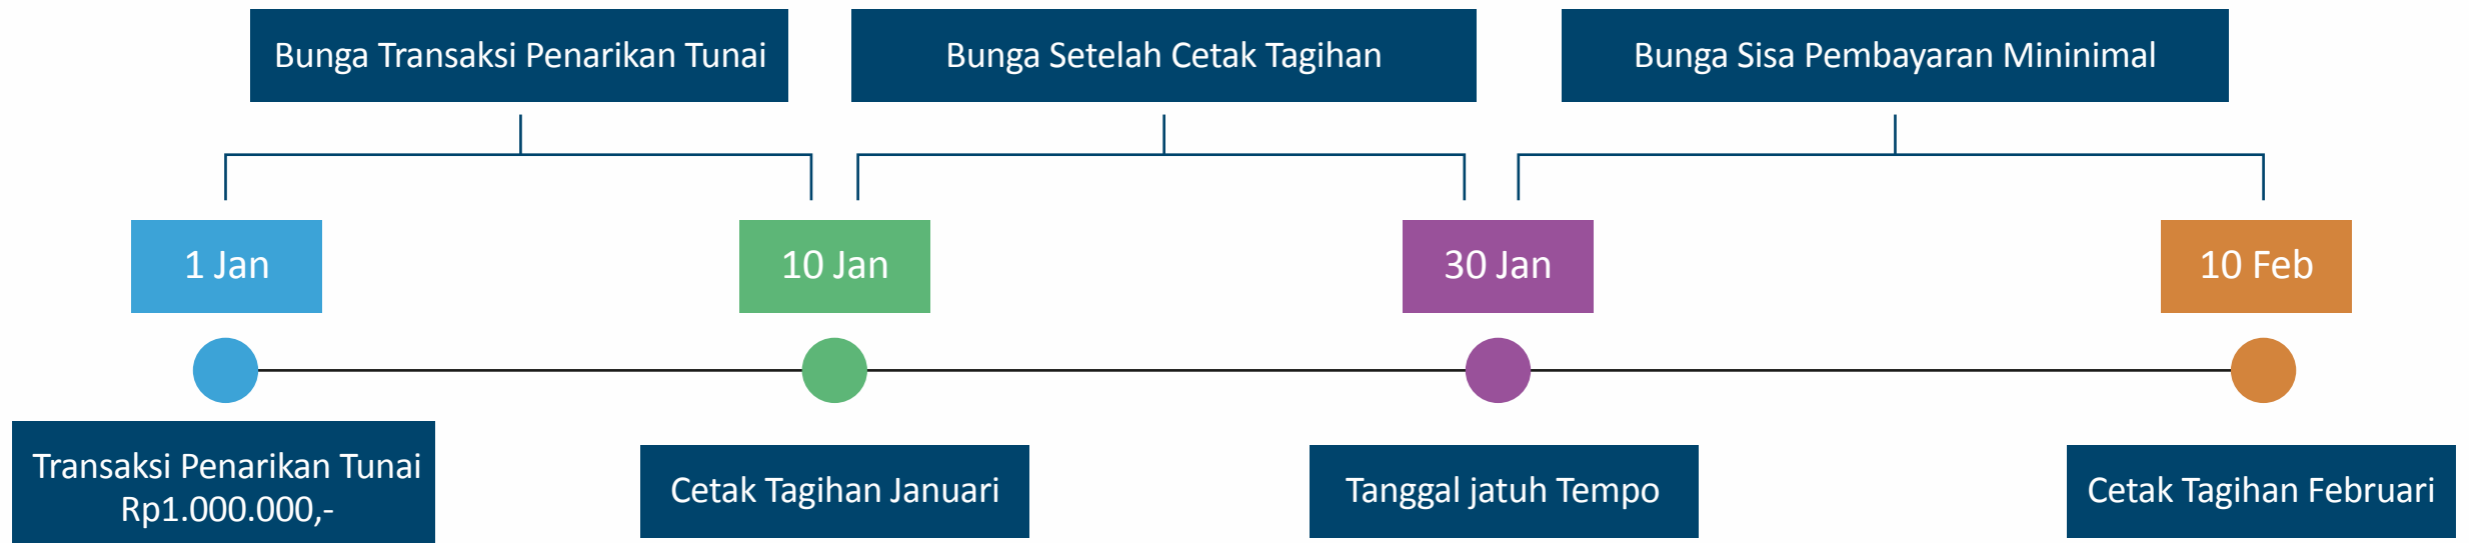 Bunga Transaksi Penarikan Tunai
Bunga Setelah Cetak Tagihan
Bunga Sisa Pembayaran Mininimal
1 Jan
10 Jan
30 Jan
10 Feb
Transaksi Penarikan Tunai
Rp1.000.000,-
Cetak Tagihan Januari
Tanggal jatuh Tempo
Cetak Tagihan Februari